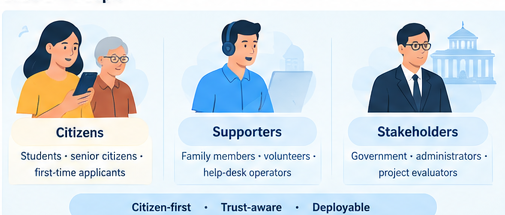 Citizens
Students • senior citizens •
first-time applicants
Supporters
Family members • volunteers •
help-desk operators
Stakeholders
Government • administrators •
project evaluators
Citizen-first • Trust-aware • Deployable